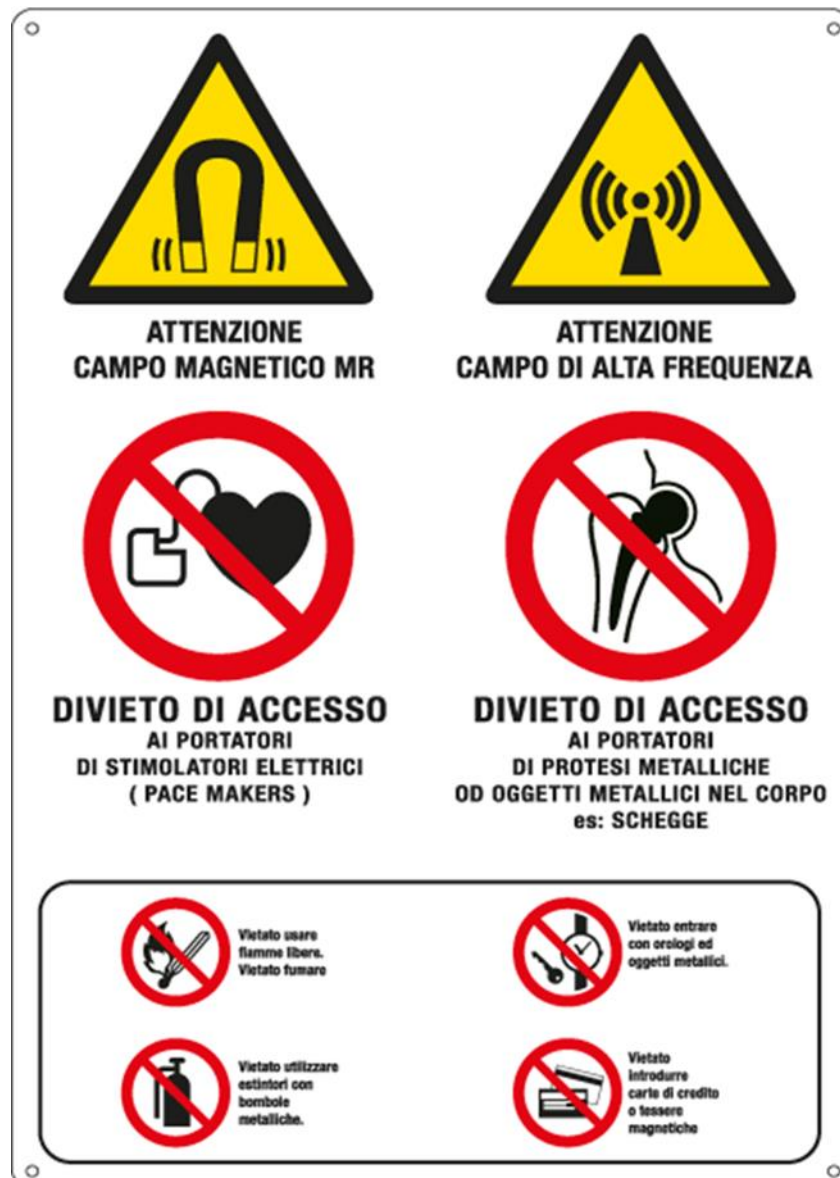 ATTENZIONE
CAMPO MAGNETICO MR
ATTENZIONE
CAMPO DI ALTA FREQUENZA
DIVIETO DI ACCESSO
AI PORTATORI
DI STIMOLATORI ELETTRICI
( PACE MAKERS )
DIVIETO DI ACCESSO
AI PORTATORI
DI PROTESI METALLICHE
OD OGGETTI METALLICI NEL CORPO
es: SCHEGGE
Vietato usare
fiamme libere.
Vietato fumare
Vietato entrare
con orologi ed
oggetti metallici.
Vietato utilizzare
estintori con
bombole
metalliche.
Vietato
introdurre
carte di credito
o tessere
magnetiche